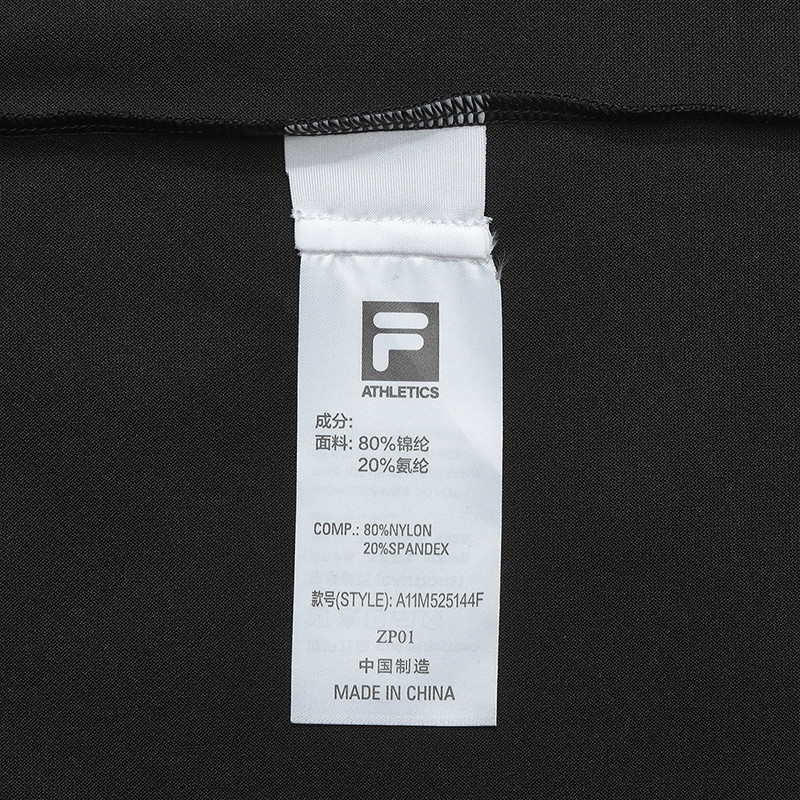 F
ATHLETICS
成分:
面料: 80%锦纶
20%氨纶
COMP.: 80%NYLON
20%SPANDEX
款号(STYLE): A11M525144F
ZP01
中国制造
MADE IN CHINA